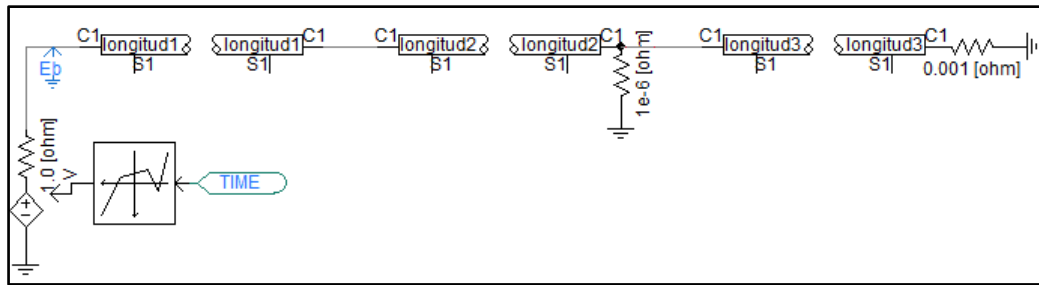 C1 longitud1 longitud1 C1 C1 longitud2 longitud2 C1 C1 longitud3 longitud3 C1
S1 S1 S1 S1 S1 S1
Eb
0.001 [ohm]
1e-6 [ohm]
1.0 [ohm]
V
TIME
+
-